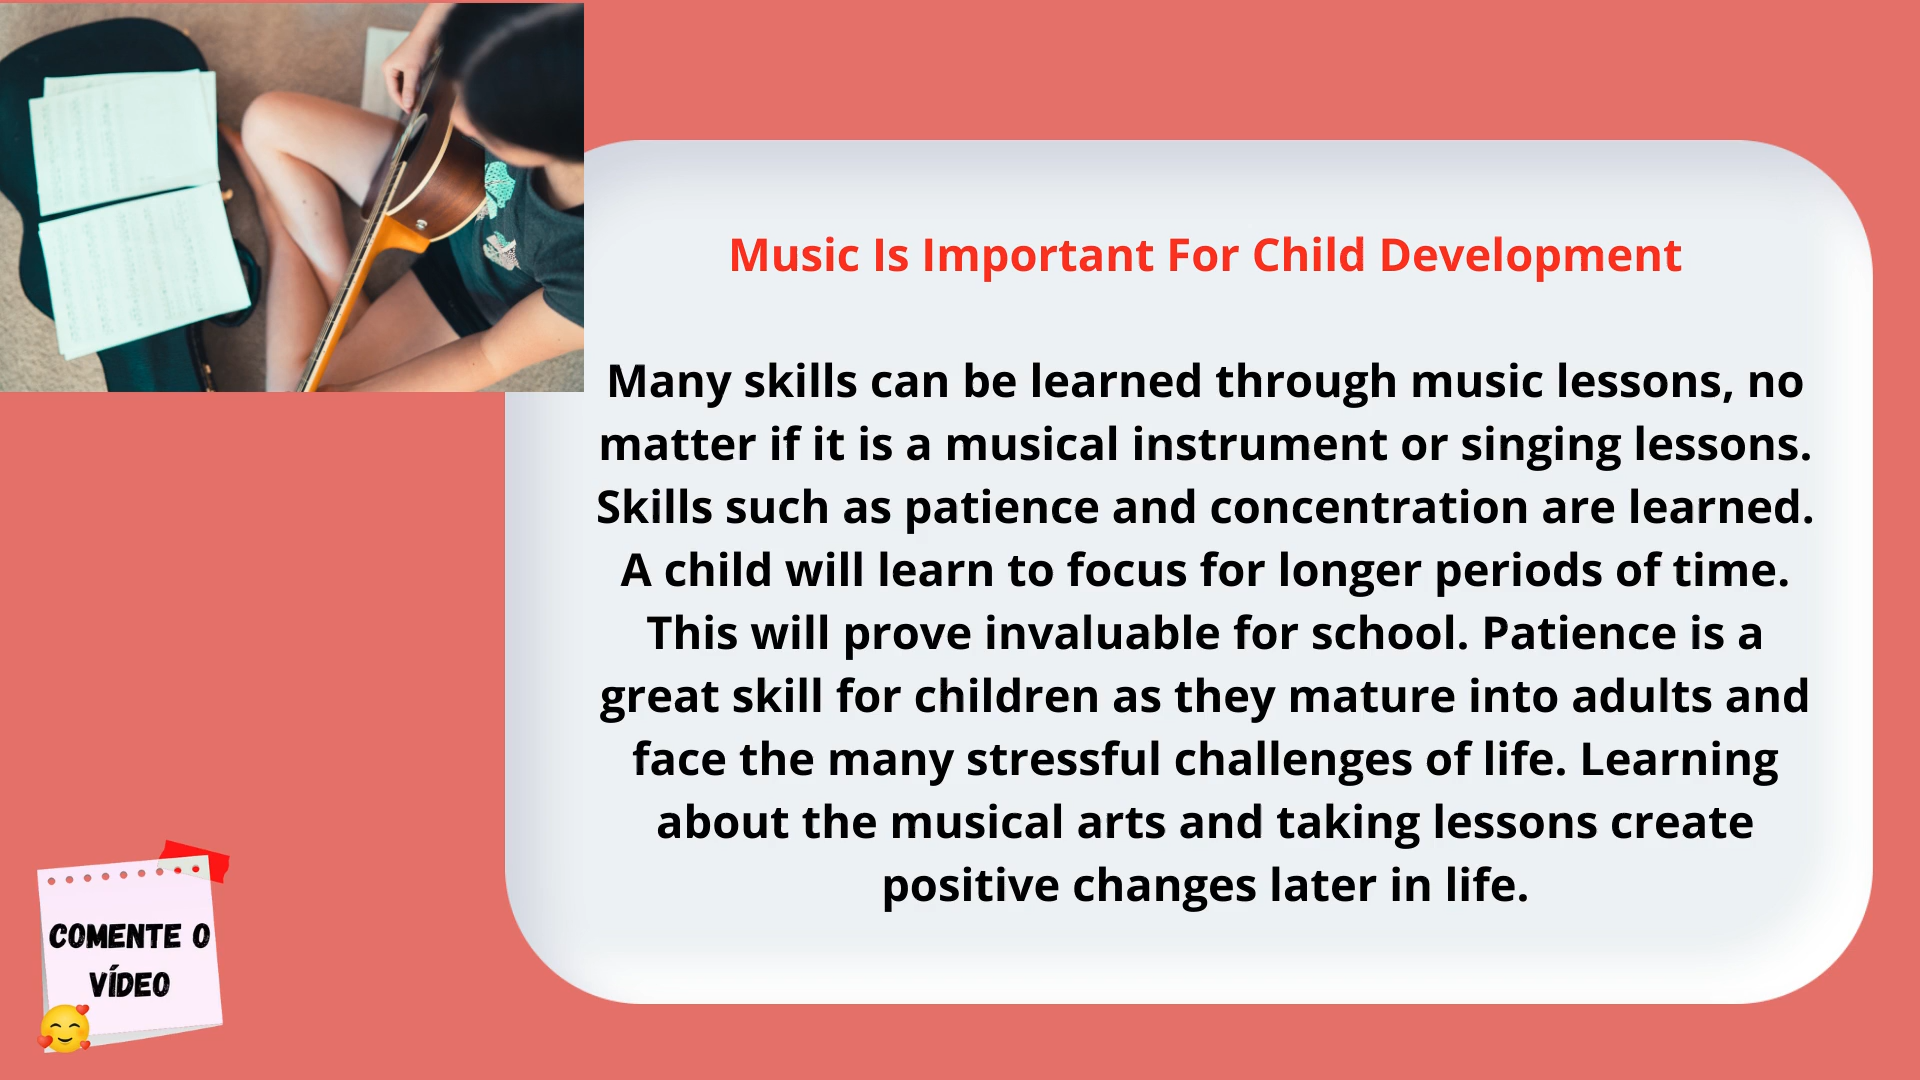 Music Is Important For Child Development
Many skills can be learned through music lessons, no
matter if it is a musical instrument or singing lessons.
Skills such as patience and concentration are learned.
A child will learn to focus for longer periods of time.
This will prove invaluable for school. Patience is a
great skill for children as they mature into adults and
face the many stressful challenges of life. Learning
about the musical arts and taking lessons create
positive changes later in life.
COMENTE O
VÍDEO